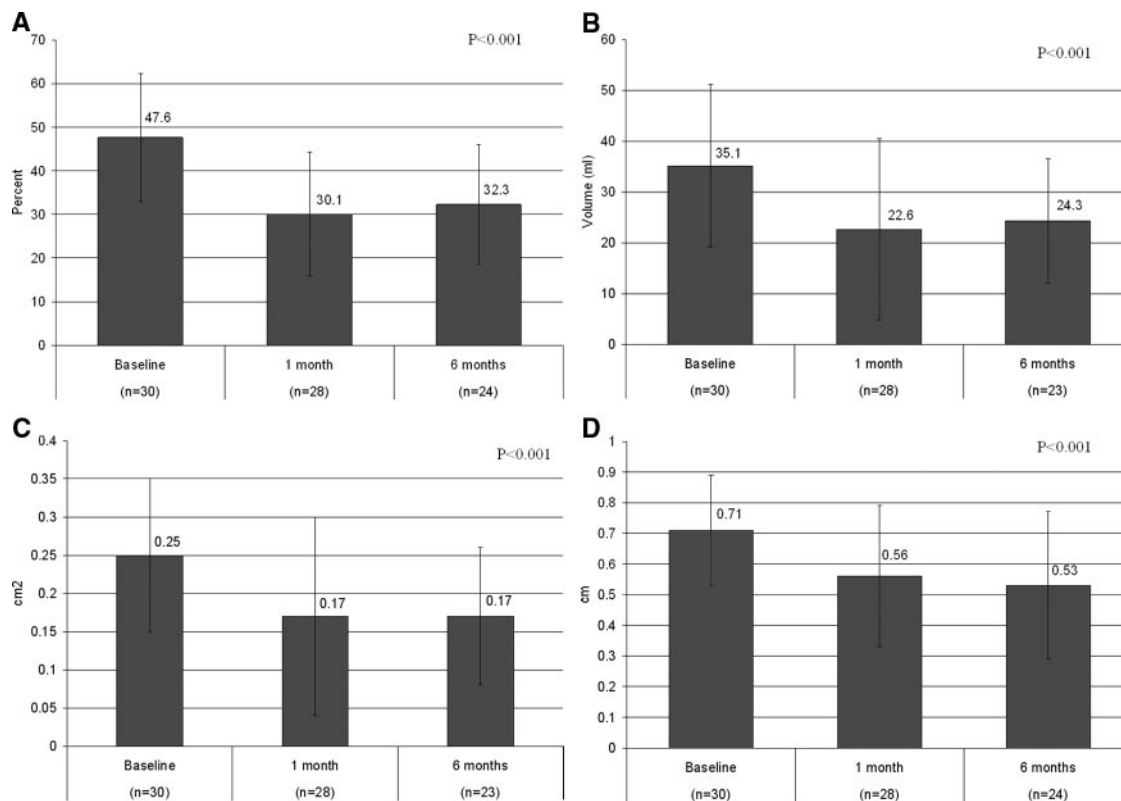 A
P<0.001
70
60
50
40
30
20
10
0
Percent
47.6
30.1
32.3
Baseline 1 month 6 months
(n=30) (n=28) (n=24)
B
P<0.001
60
50
40
30
20
10
0
Volume (ml)
35.1
22.6
24.3
Baseline 1 month 6 months
(n=30) (n=28) (n=23)
C
P<0.001
0.4
0.35
0.3
0.25
0.2
0.15
0.1
0.05
0
cm2
0.25
0.17
0.17
Baseline 1 month 6 months
(n=30) (n=28) (n=23)
D
P<0.001
1
0.9
0.8
0.7
0.6
0.5
0.4
0.3
0.2
0.1
0
cm
0.71
0.56
0.53
Baseline 1 month 6 months
(n=30) (n=28) (n=24)